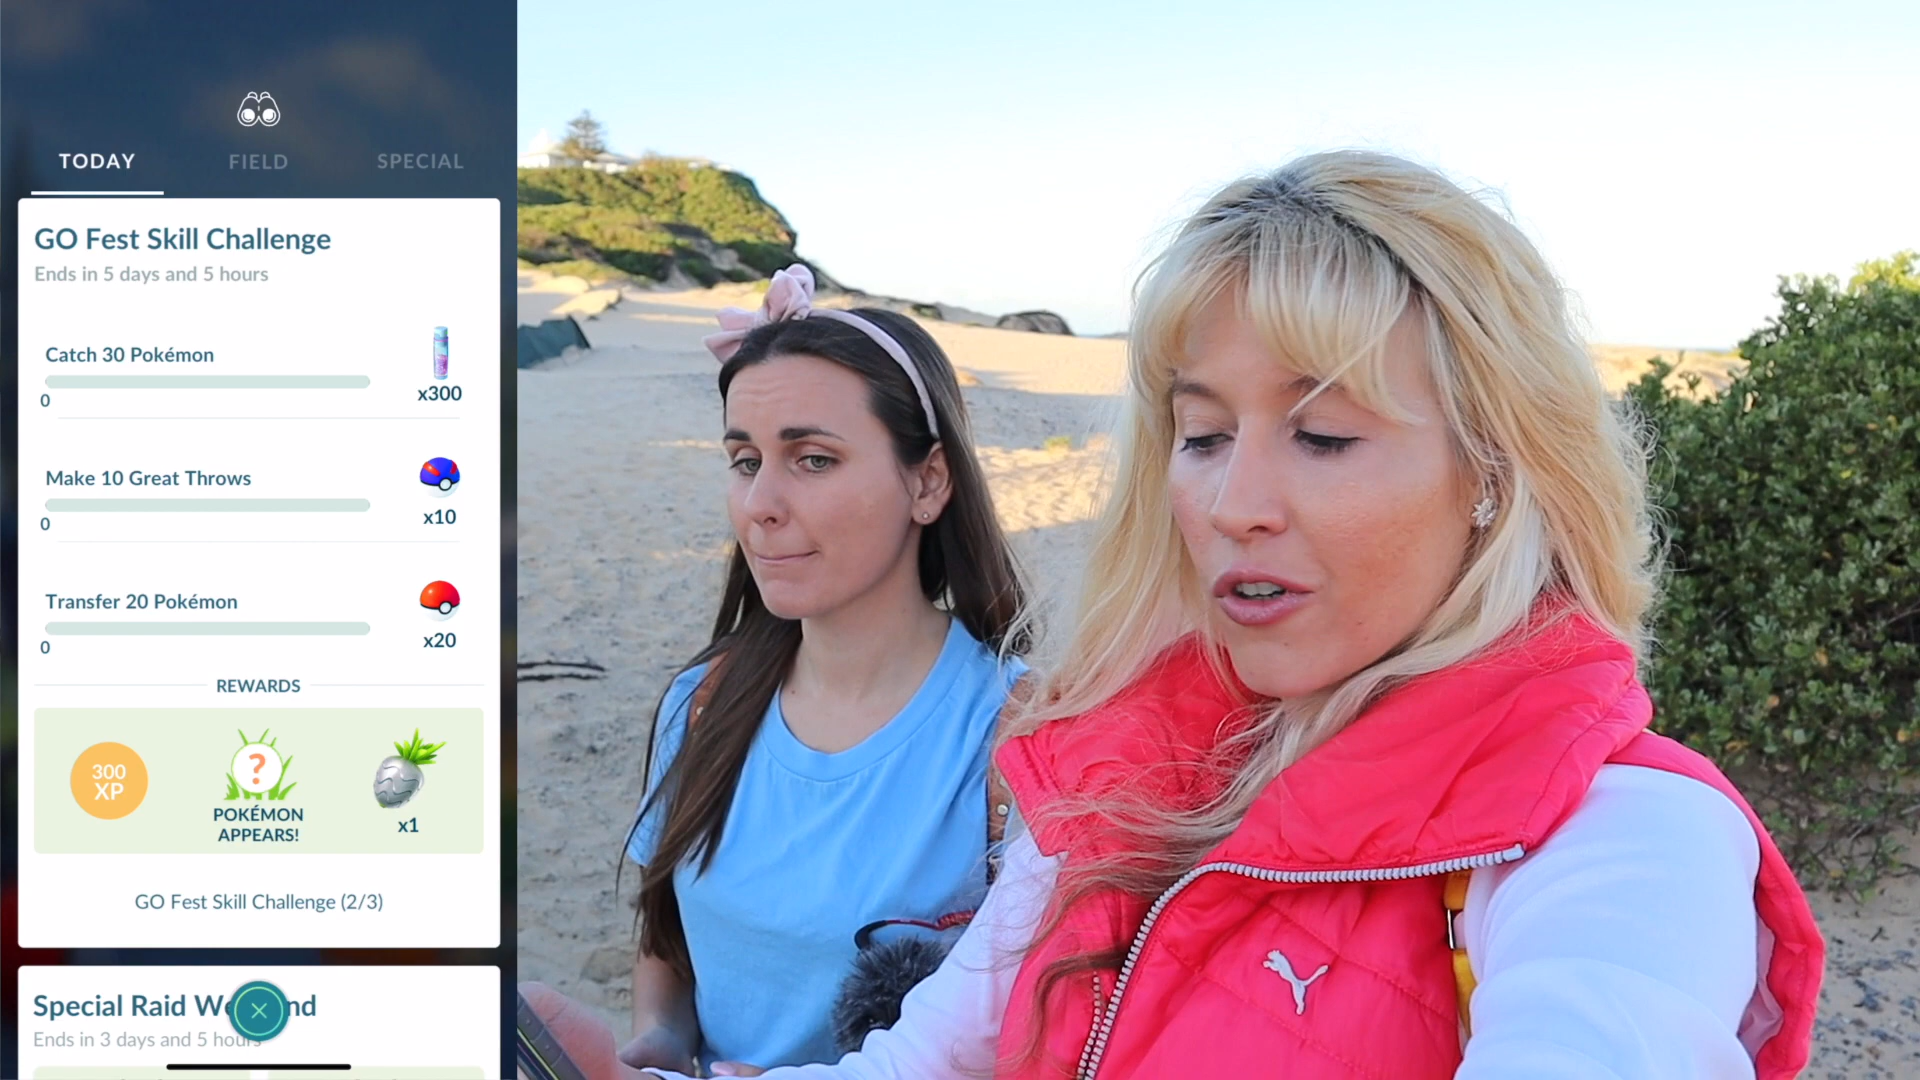 TODAY
FIELD
SPECIAL
GO Fest Skill Challenge
Ends in 5 days and 5 hours
Catch 30 Pokémon
0
x300
Make 10 Great Throws
0
x10
Transfer 20 Pokémon
0
x20
REWARDS
300
XP
?
POKÉMON
APPEARS!
x1
GO Fest Skill Challenge (2/3)
Special Raid We nd
Ends in 3 days and 5 hours